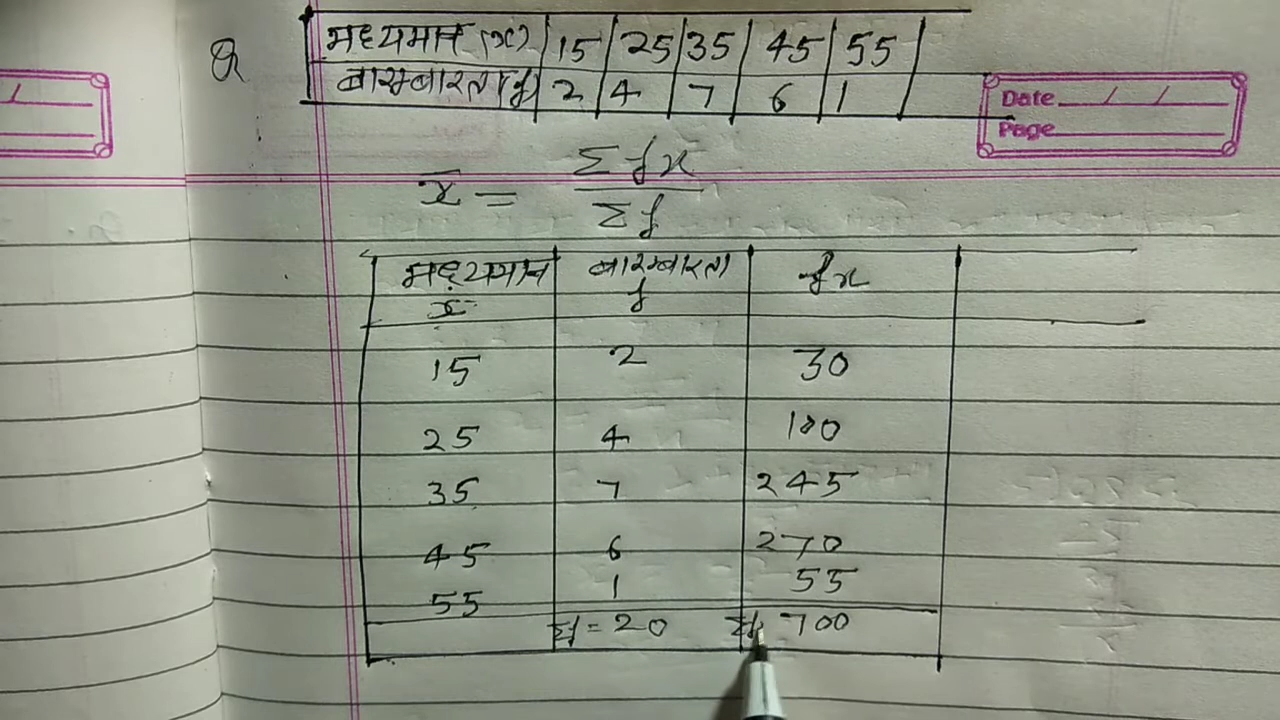 Q मध्यमान (x) 15 25 35 45 55
बारम्बारता (f) 2 4 7 6 1
Date / /
Page
x̄ = Σfx
Σf
मध्यमान बारम्बारता fx
x f
15 2 30
25 4 100
35 7 245
45 6 270
55 1 55
Σf = 20 Σf 700